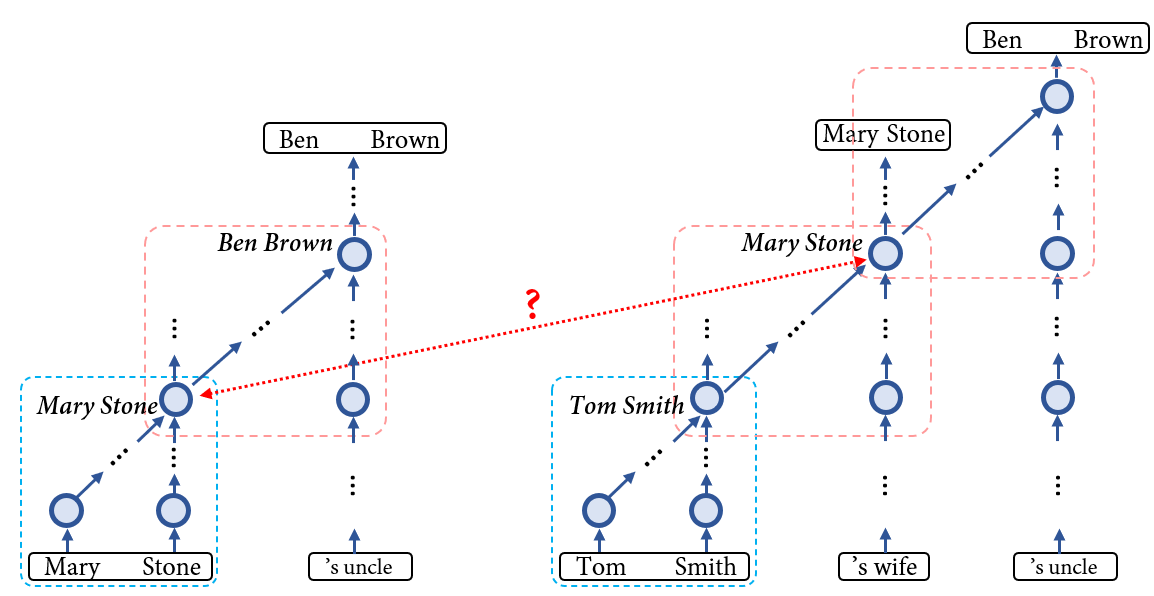 Ben Brown
Mary Stone
Ben Brown
Ben Brown
Mary Stone
?
Mary Stone
Tom Smith
Mary Stone
's uncle
Tom Smith
's wife
's uncle